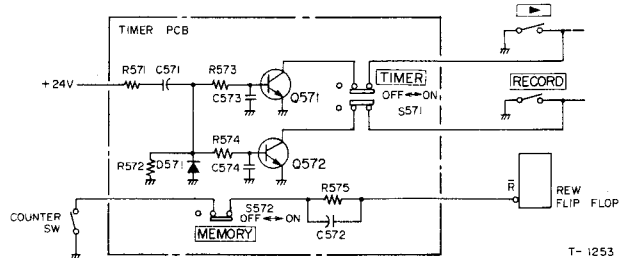 TIMER PCB
+24V
R571
C571
R573
C573
Q571
TIMER
OFF↔ON
S571
RECORD
R574
C574
Q572
R572
D571
S572
OFF↔ON
MEMORY
R575
C572
COUNTER
SW
R
REW
FLIP FLOP
T-1253